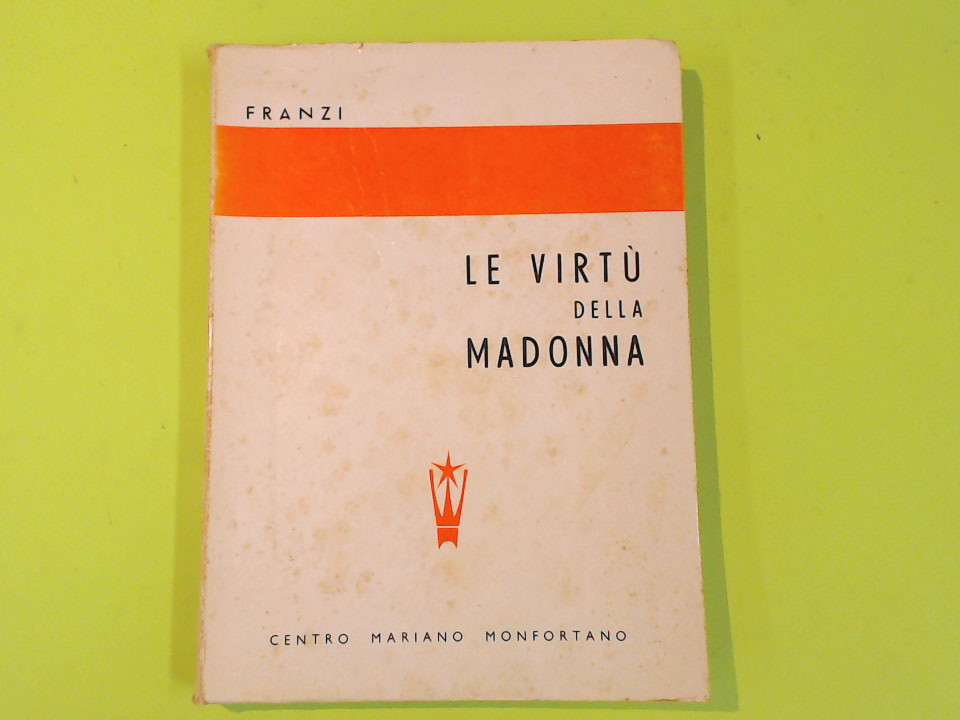 FRANZI
LE VIRTÙ
DELLA
MADONNA
CENTRO MARIANO MONFORTANO